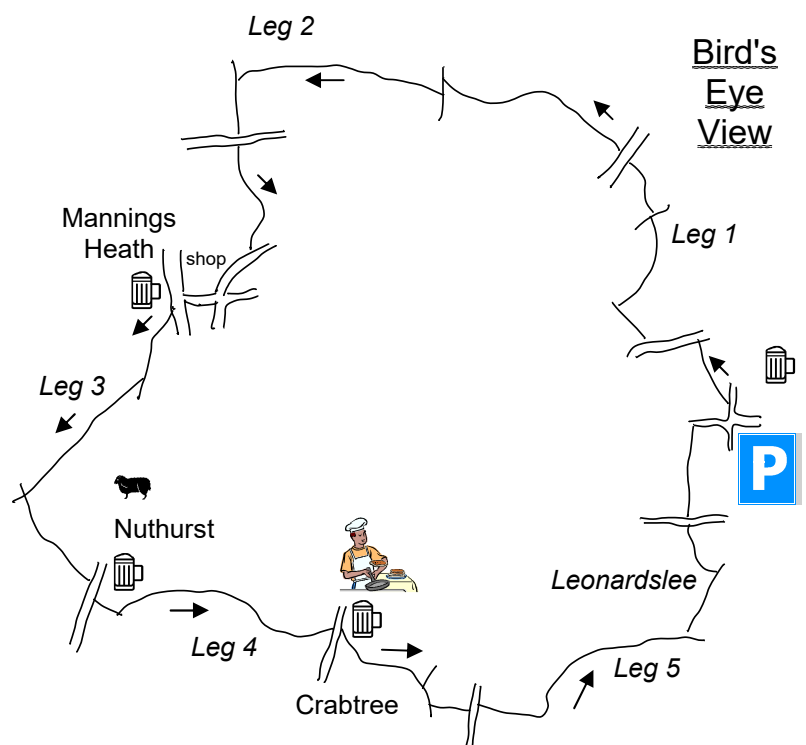 Leg 2
Bird's
Eye
View
Mannings
Heath
shop
Leg 1
Leg 3
P
Nuthurst
Leonardslee
Leg 4
Leg 5
Crabtree